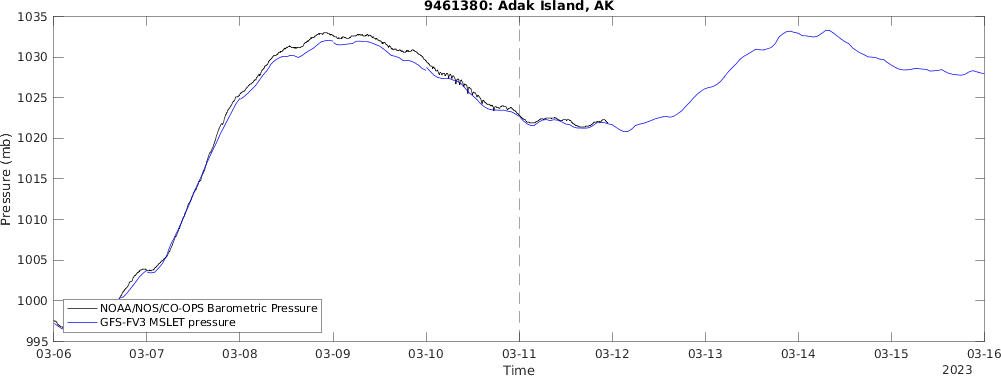 9461380: Adak Island, AK
Pressure (mb)
1035
1030
1025
1020
1015
1010
1005
1000
995
NOAA/NOS/CO-OPS Barometric Pressure
GFS-FV3 MSLET pressure
03-06 03-07 03-08 03-09 03-10 03-11 03-12 03-13 03-14 03-15 03-16
Time
2023